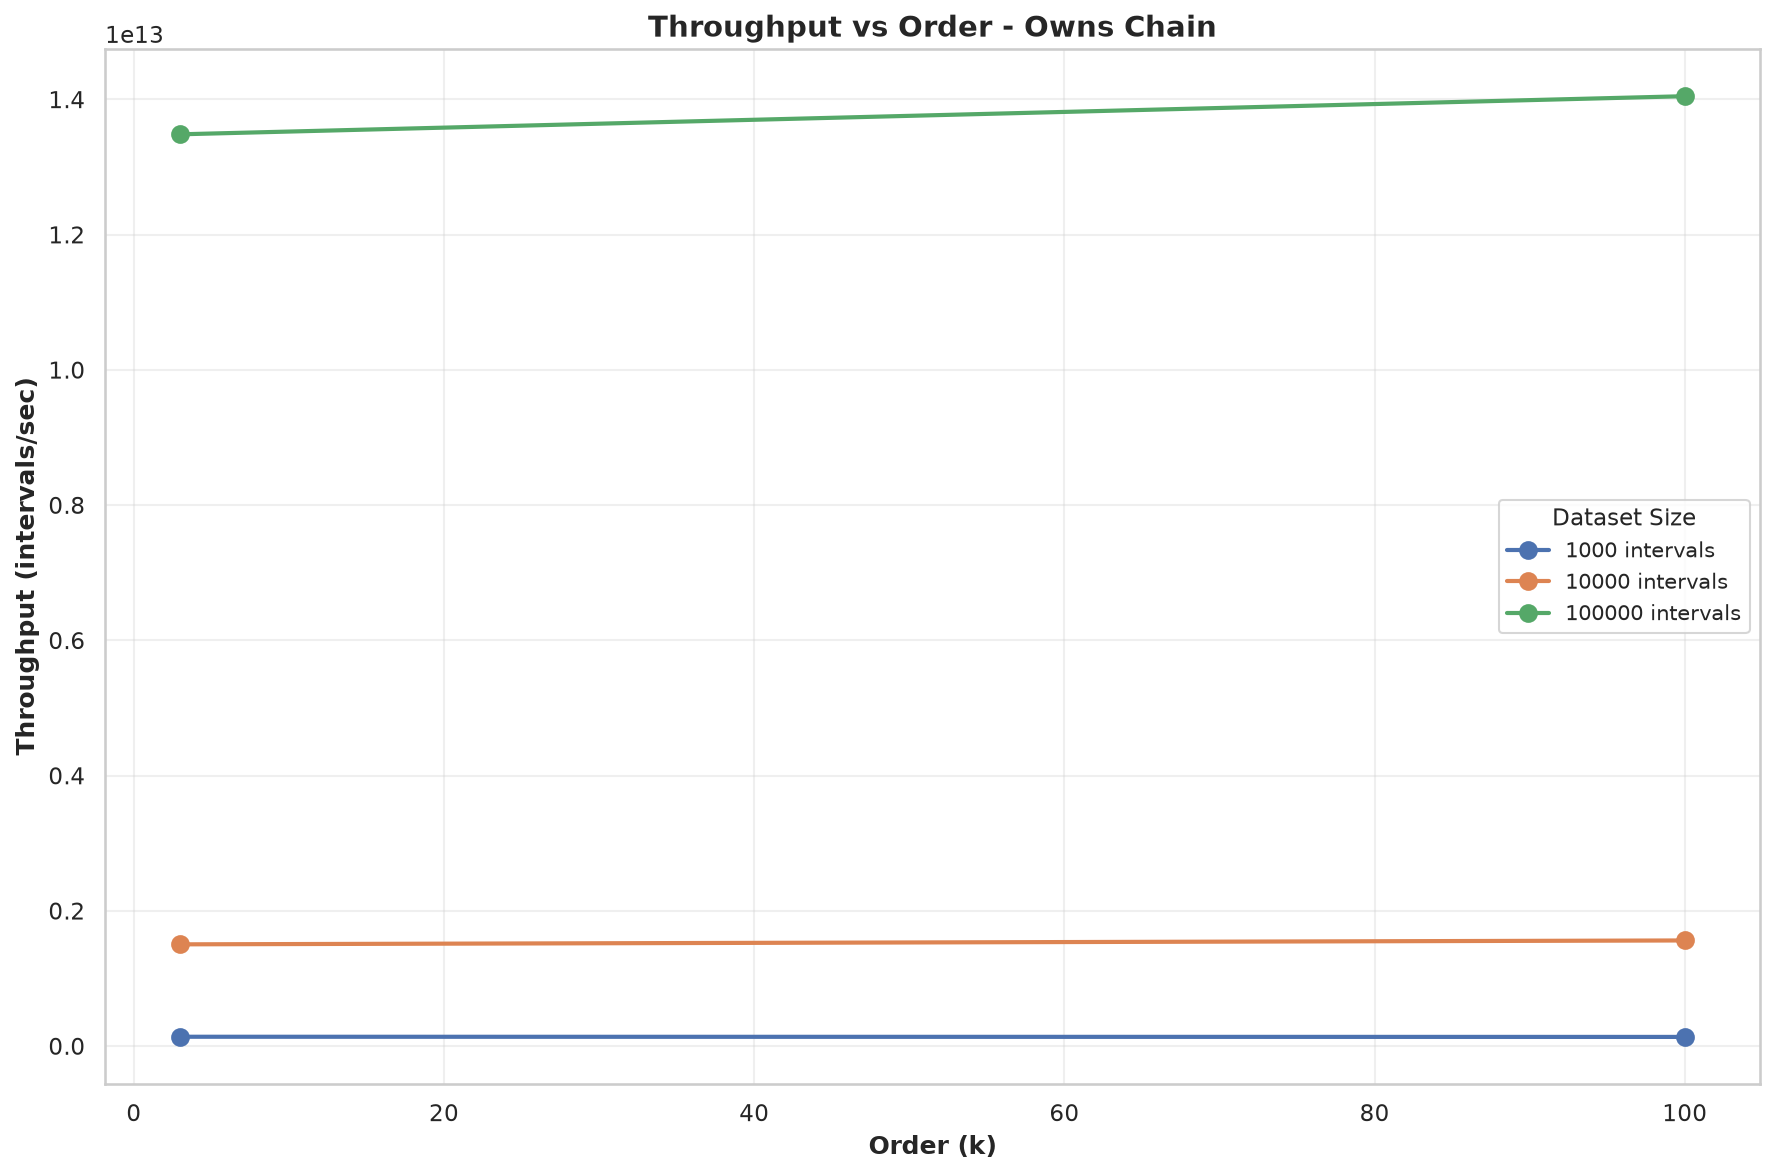 Throughput vs Order - Owns Chain
1e13
1.4
1.2
1.0
0.8
0.6
0.4
0.2
0.0
Throughput (intervals/sec)
Dataset Size
1000 intervals
10000 intervals
100000 intervals
0 20 40 60 80 100
Order (k)